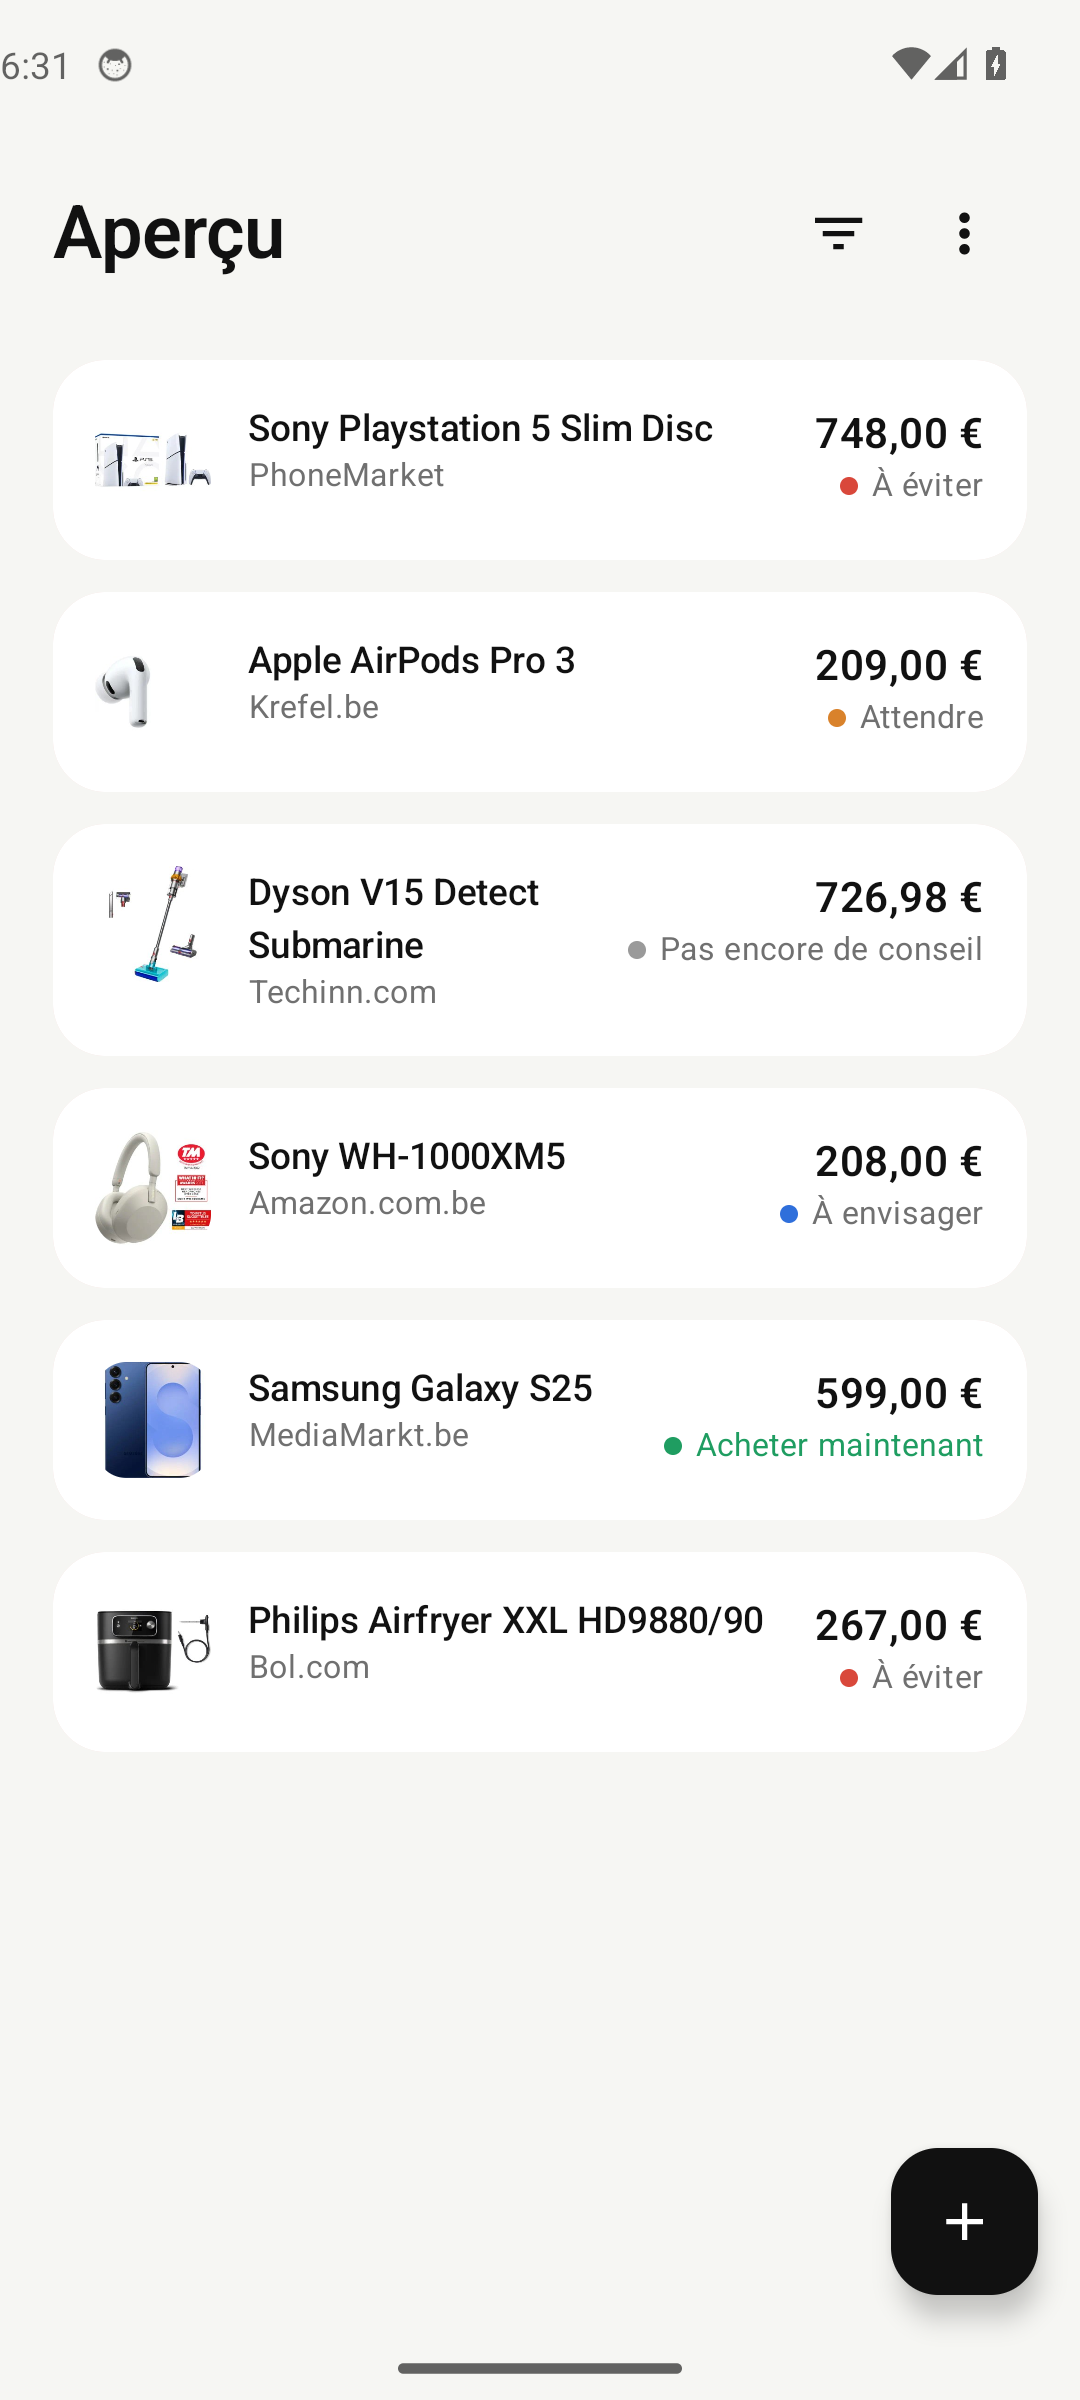 6:31
Aperçu
Sony Playstation 5 Slim Disc
748,00 €
PhoneMarket
À éviter
Apple AirPods Pro 3
209,00 €
Krefel.be
Attendre
Dyson V15 Detect
Submarine
726,98 €
Pas encore de conseil
Techinn.com
Sony WH-1000XM5
208,00 €
Amazon.com.be
À envisager
Samsung Galaxy S25
599,00 €
MediaMarkt.be
Acheter maintenant
Philips Airfryer XXL HD9880/90
267,00 €
Bol.com
À éviter